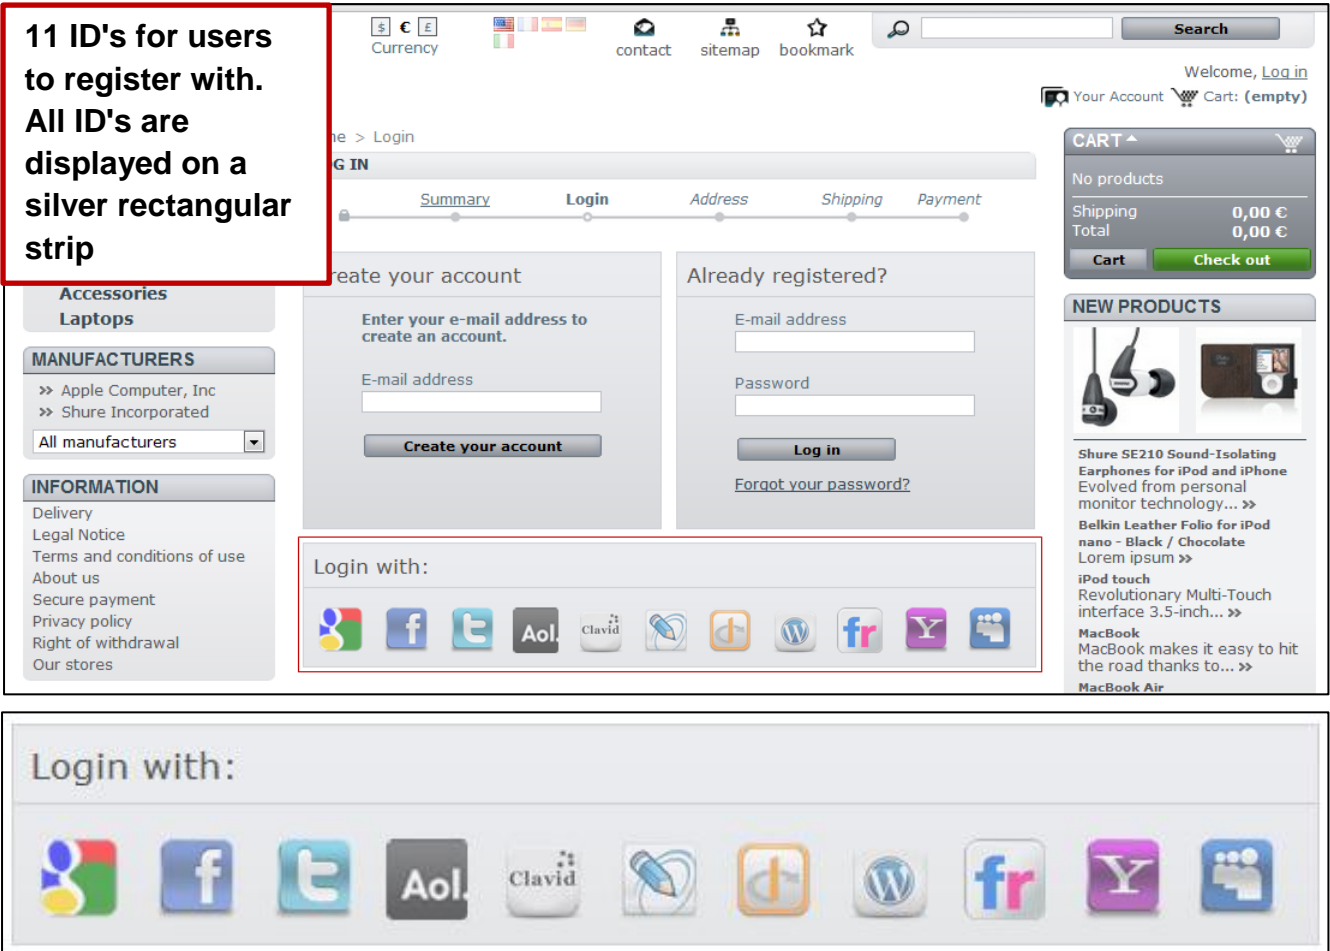 11 ID's for users
to register with.
All ID's are
displayed on a
silver rectangular
strip
$ € £
Currency
contact
sitemap
bookmark
Search
Welcome, Log in
Your Account Cart: (empty)
> Login
G IN
Summary Login Address Shipping Payment
CART
No products
Shipping 0,00 €
Total 0,00 €
Cart Check out
Accessories
Laptops
MANUFACTURERS
>> Apple Computer, Inc
>> Shure Incorporated
All manufacturers
INFORMATION
Delivery
Legal Notice
Terms and conditions of use
About us
Secure payment
Privacy policy
Right of withdrawal
Our stores
eate your account
Enter your e-mail address to
create an account.
E-mail address
Create your account
Already registered?
E-mail address
Password
Log in
Forgot your password?
NEW PRODUCTS
Shure SE210 Sound-Isolating
Earphones for iPod and iPhone
Evolved from personal
monitor technology... >>
Belkin Leather Folio for iPod
nano - Black / Chocolate
Lorem ipsum >>
iPod touch
Revolutionary Multi-Touch
interface 3.5-inch... >>
MacBook
MacBook makes it easy to hit
the road thanks to... >>
MacBook Air
Login with:
f t Aol. Clavid W fr Y
Login with:
f t Aol. Clavid W fr Y